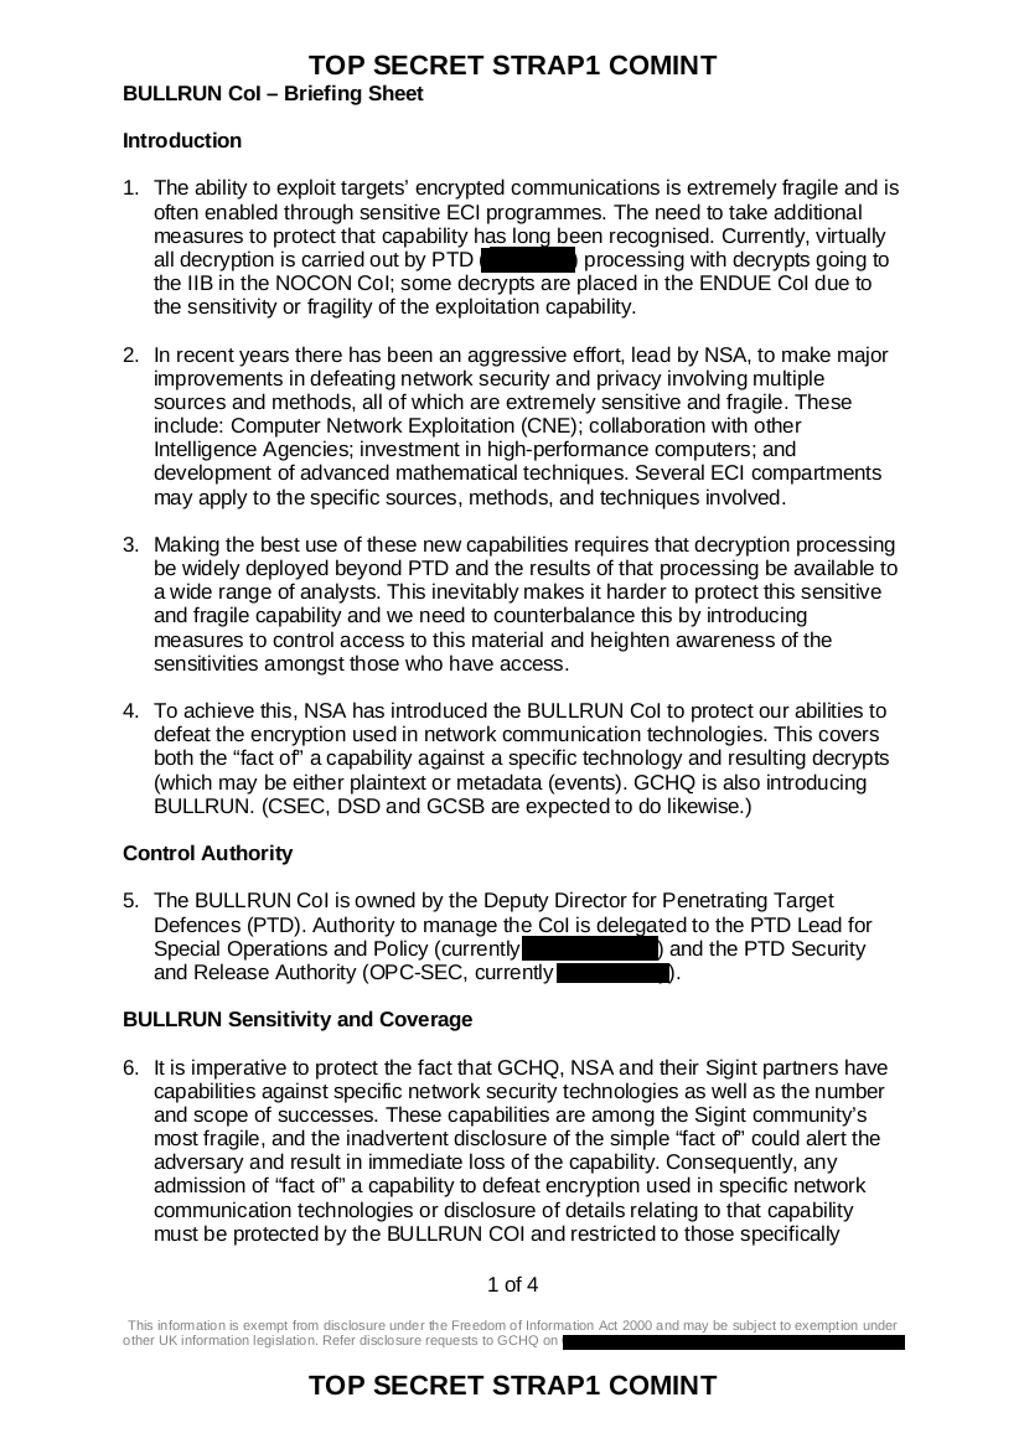 TOP SECRET STRAP1 COMINT
BULLRUN CoI – Briefing Sheet
Introduction
1. The ability to exploit targets’ encrypted communications is extremely fragile and is
often enabled through sensitive ECI programmes. The need to take additional
measures to protect that capability has long been recognised. Currently, virtually
all decryption is carried out by PTD ( ) processing with decrypts going to
the IIB in the NOCON CoI; some decrypts are placed in the ENDUE CoI due to
the sensitivity or fragility of the exploitation capability.
2. In recent years there has been an aggressive effort, lead by NSA, to make major
improvements in defeating network security and privacy involving multiple
sources and methods, all of which are extremely sensitive and fragile. These
include: Computer Network Exploitation (CNE); collaboration with other
Intelligence Agencies; investment in high-performance computers; and
development of advanced mathematical techniques. Several ECI compartments
may apply to the specific sources, methods, and techniques involved.
3. Making the best use of these new capabilities requires that decryption processing
be widely deployed beyond PTD and the results of that processing be available to
a wide range of analysts. This inevitably makes it harder to protect this sensitive
and fragile capability and we need to counterbalance this by introducing
measures to control access to this material and heighten awareness of the
sensitivities amongst those who have access.
4. To achieve this, NSA has introduced the BULLRUN CoI to protect our abilities to
defeat the encryption used in network communication technologies. This covers
both the “fact of” a capability against a specific technology and resulting decrypts
(which may be either plaintext or metadata (events). GCHQ is also introducing
BULLRUN. (CSEC, DSD and GCSB are expected to do likewise.)
Control Authority
5. The BULLRUN CoI is owned by the Deputy Director for Penetrating Target
Defences (PTD). Authority to manage the CoI is delegated to the PTD Lead for
Special Operations and Policy (currently ) and the PTD Security
and Release Authority (OPC-SEC, currently ).
BULLRUN Sensitivity and Coverage
6. It is imperative to protect the fact that GCHQ, NSA and their Sigint partners have
capabilities against specific network security technologies as well as the number
and scope of successes. These capabilities are among the Sigint community’s
most fragile, and the inadvertent disclosure of the simple “fact of” could alert the
adversary and result in immediate loss of the capability. Consequently, any
admission of “fact of” a capability to defeat encryption used in specific network
communication technologies or disclosure of details relating to that capability
must be protected by the BULLRUN COI and restricted to those specifically
1 of 4
This information is exempt from disclosure under the Freedom of Information Act 2000 and may be subject to exemption under
other UK information legislation. Refer disclosure requests to GCHQ on
TOP SECRET STRAP1 COMINT